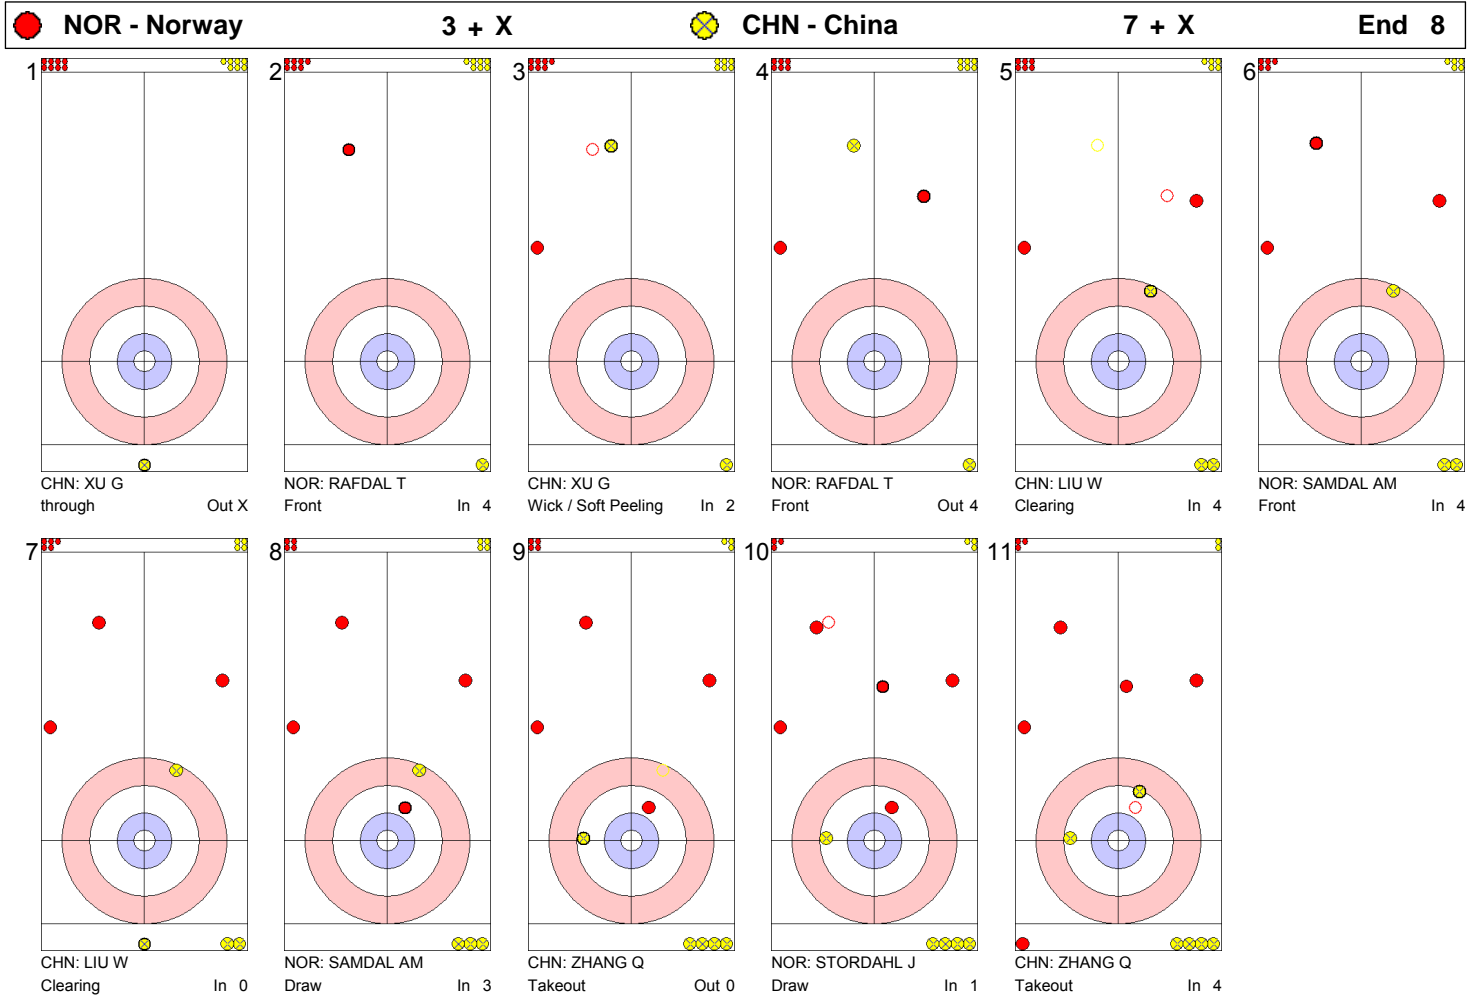 NOR - Norway 3 + X CHN - China 7 + X End 8
1 2 3 4 5 6
CHN: XU G NOR: RAFDAL T CHN: XU G NOR: RAFDAL T CHN: LIU W NOR: SAMDAL AM
through Out X Front In 4 Wick / Soft Peeling In 2 Front Out 4 Clearing In 4 Front In 4
7 8 9 10 11
CHN: LIU W NOR: SAMDAL AM CHN: ZHANG Q NOR: STORDAHL J CHN: ZHANG Q
Clearing In 0 Draw In 3 Takeout Out 0 Draw In 1 Takeout In 4